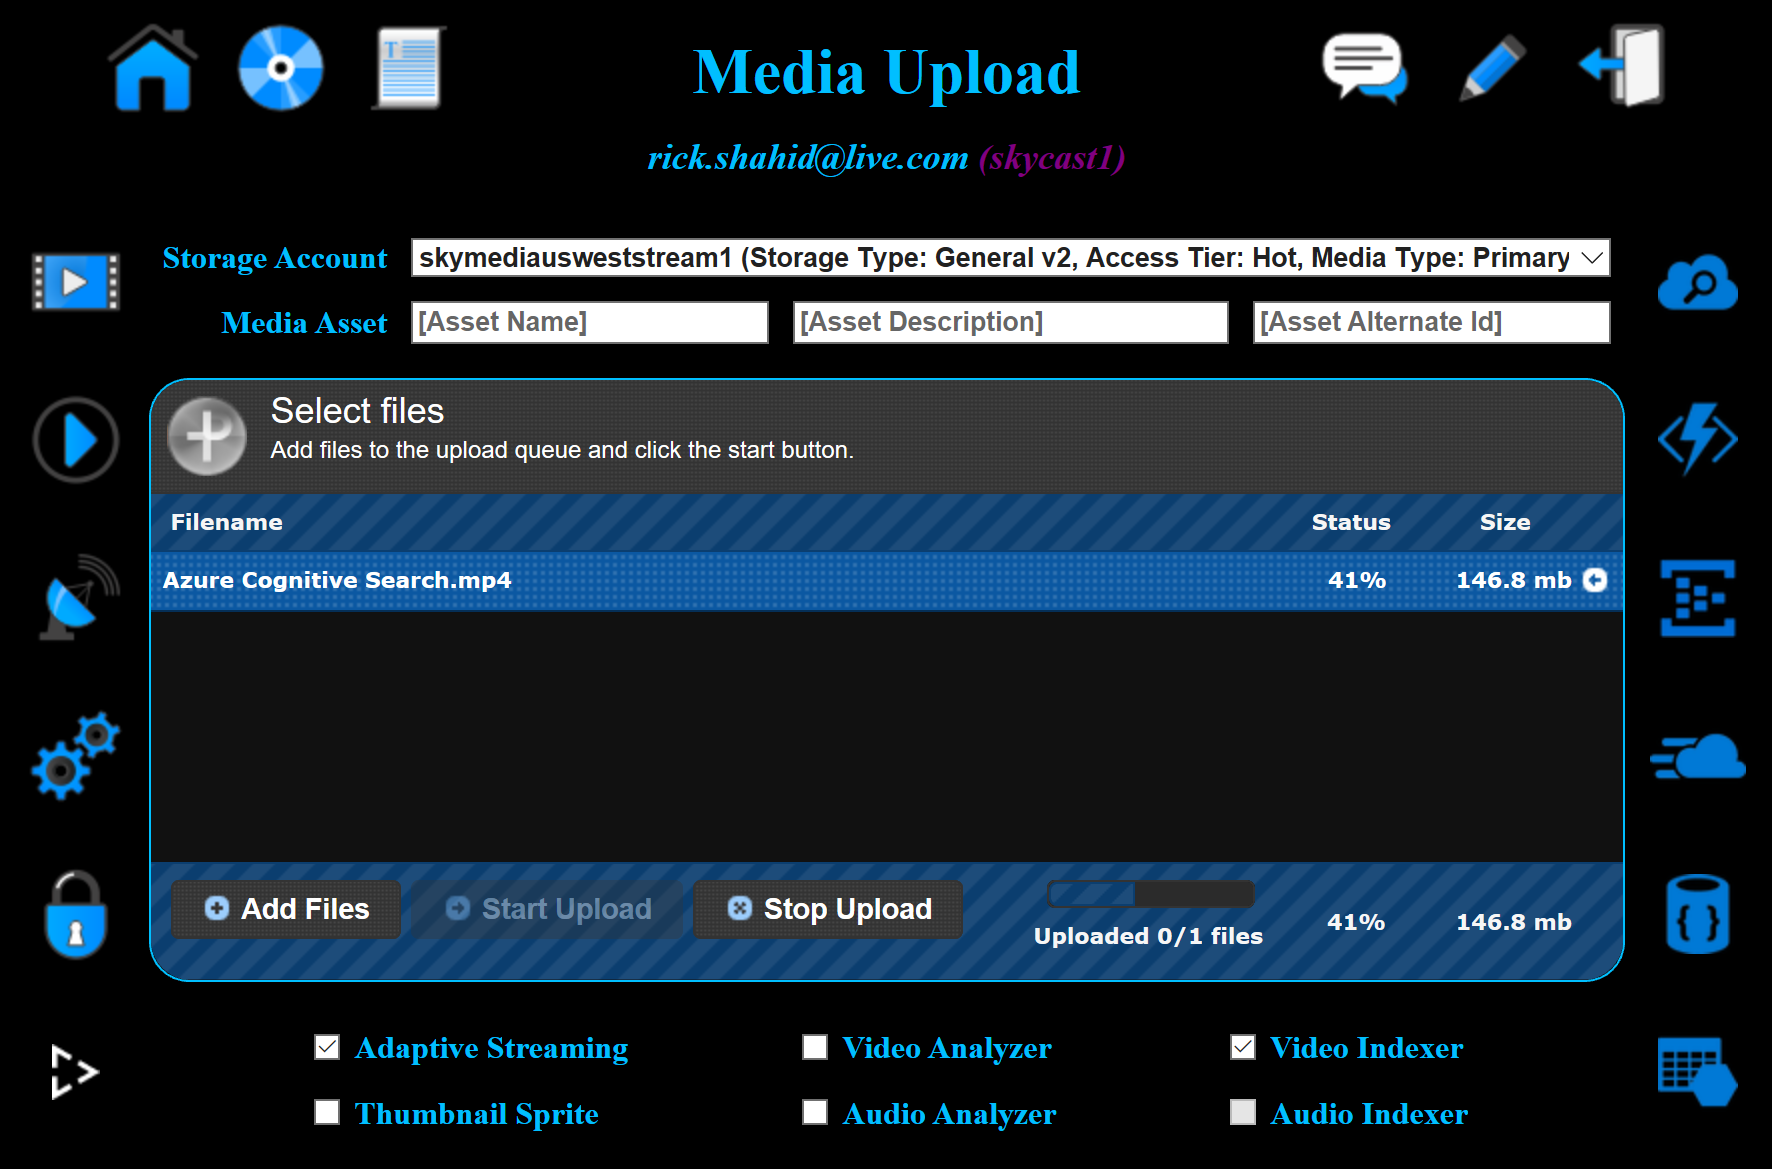 Media Upload
rick.shahid@live.com (skycast1)
Storage Account
skymediausweststream1 (Storage Type: General v2, Access Tier: Hot, Media Type: Primary
Media Asset
[Asset Name]
[Asset Description]
[Asset Alternate Id]
Select files
Add files to the upload queue and click the start button.
Filename Status Size
Azure Cognitive Search.mp4 41% 146.8 mb
Add Files Start Upload Stop Upload
Uploaded 0/1 files 41% 146.8 mb
Adaptive Streaming Video Analyzer Video Indexer
Thumbnail Sprite Audio Analyzer Audio Indexer